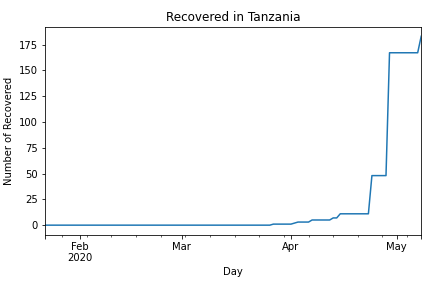 Recovered in Tanzania
Number of Recovered
175
150
125
100
75
50
25
0
Feb
2020
Mar
Apr
May
Day